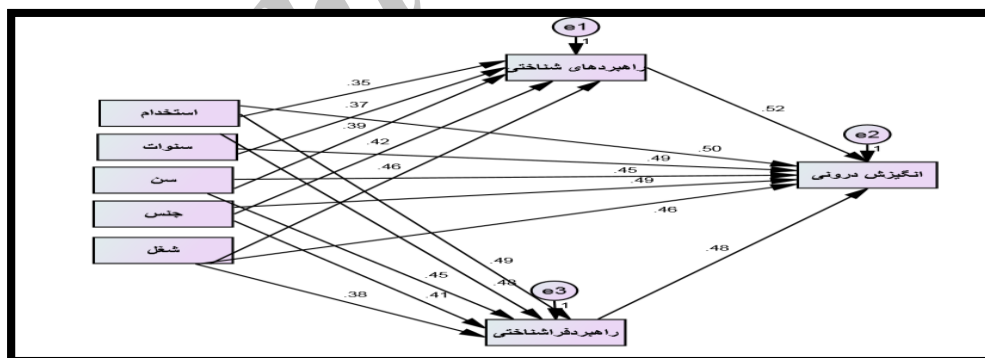 e1
1
راهبردهای شناختی
.35
.37
.39
.42
.46
.52
استخدام
سنوات
سن
جنس
شغل
e2
1
انگیزش درونی
.50
.49
.45
.49
.46
.48
.49
.48
.45
.41
.38
e3
1
راهبردفراشناختی